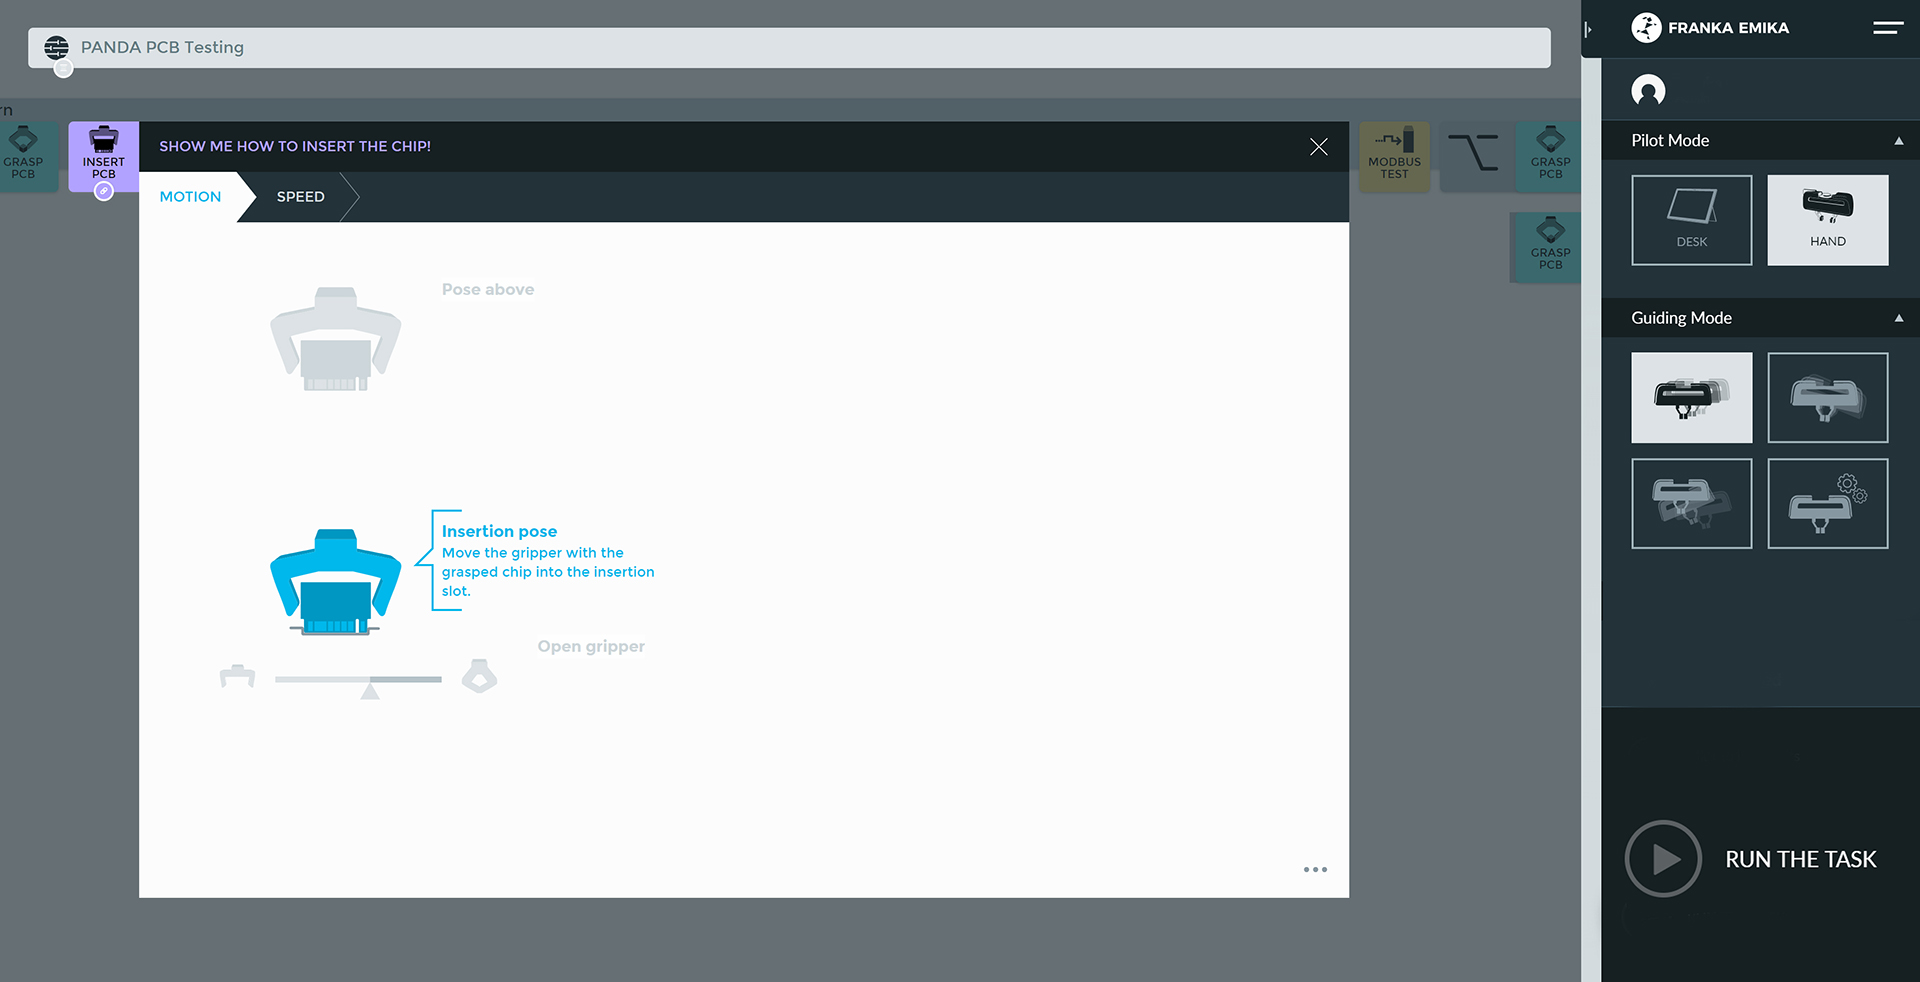 PANDA PCB Testing
FRANKA EMIKA
rn
GRASP
PCB
INSERT
PCB
SHOW ME HOW TO INSERT THE CHIP!
MOTION
SPEED
Pose above
Insertion pose
Move the gripper with the
grasped chip into the insertion
slot.
Open gripper
MODBUS
TEST
GRASP
PCB
GRASP
PCB
Pilot Mode
DESK
HAND
Guiding Mode
RUN THE TASK